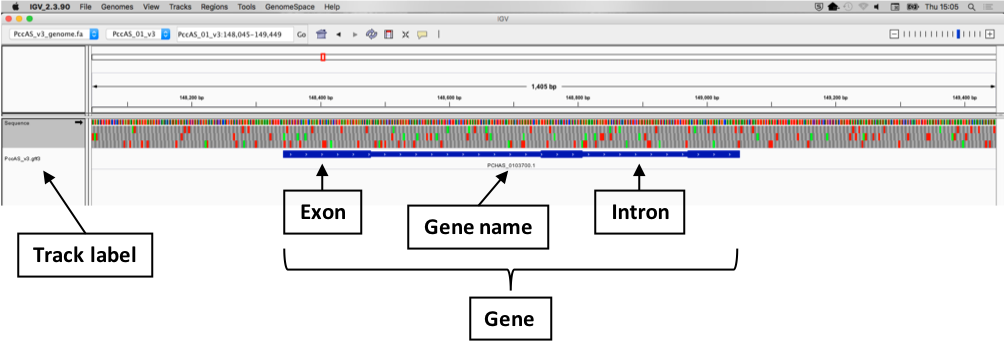 IGV_2.3.90 File Genomes View Tracks Regions Tools GenomeSpace Help Thu 15:05
IGV
PccAS_v3_genome.fa PccAS_01_v3 PccAS_01_v3:148,045-149,449 Go
1,405 bp
148,200 bp 148,400 bp 148,600 bp 148,800 bp 149,000 bp 149,200 bp 149,400 bp
Sequence
PccAS_v3.gff3
PCHAS_0103700.1
Exon
Intron
Gene name
Track label
Gene